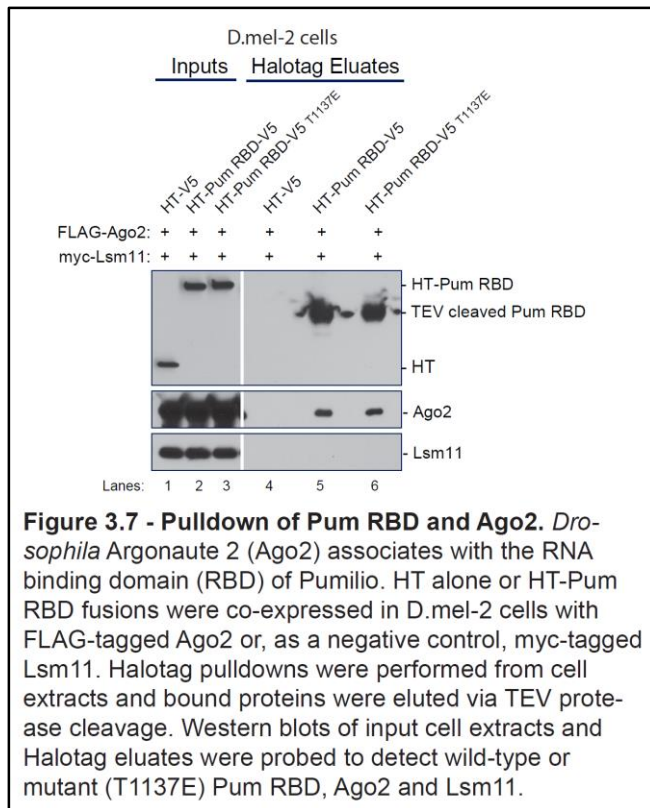 D.mel-2 cells
Inputs Halotag Eluates
HT-V5
HT-Pum RBD-V5
HT-Pum RBD-V5 T1137E
HT-V5
HT-Pum RBD-V5
HT-Pum RBD-V5 T1137E
FLAG-Ago2: + + + + + +
myc-Lsm11: + + + + + +
- HT-Pum RBD
- TEV cleaved Pum RBD
- HT
- Ago2
- Lsm11
Lanes: 1 2 3 4 5 6
Figure 3.7 - Pulldown of Pum RBD and Ago2. Dro-
sophila Argonaute 2 (Ago2) associates with the RNA
binding domain (RBD) of Pumilio. HT alone or HT-Pum
RBD fusions were co-expressed in D.mel-2 cells with
FLAG-tagged Ago2 or, as a negative control, myc-tagged
Lsm11. Halotag pulldowns were performed from cell
extracts and bound proteins were eluted via TEV prote-
ase cleavage. Western blots of input cell extracts and
Halotag eluates were probed to detect wild-type or
mutant (T1137E) Pum RBD, Ago2 and Lsm11.